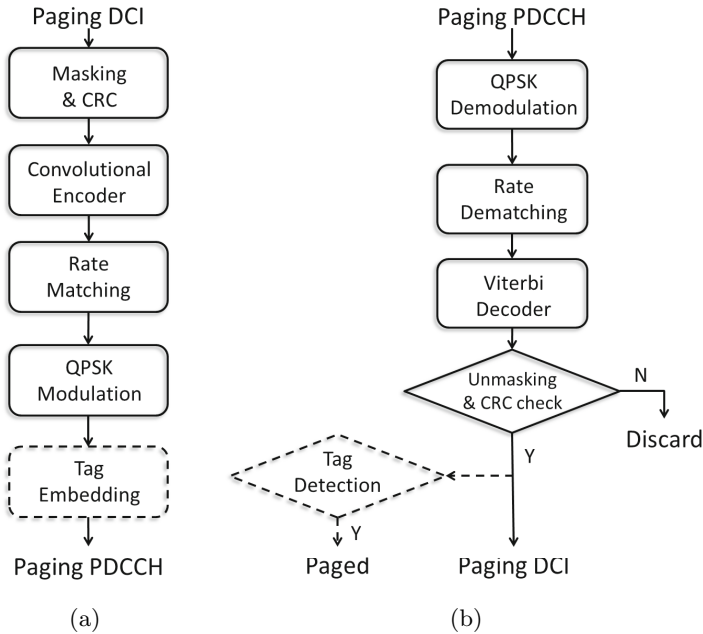 Paging DCI
Masking
& CRC
Convolutional
Encoder
Rate
Matching
QPSK
Modulation
Tag
Embedding
Paging PDCCH
(a)
Paging PDCCH
QPSK
Demodulation
Rate
Dematching
Viterbi
Decoder
Unmasking
& CRC check
N
Discard
Y
Tag
Detection
Y
Paged
Paging DCI
(b)